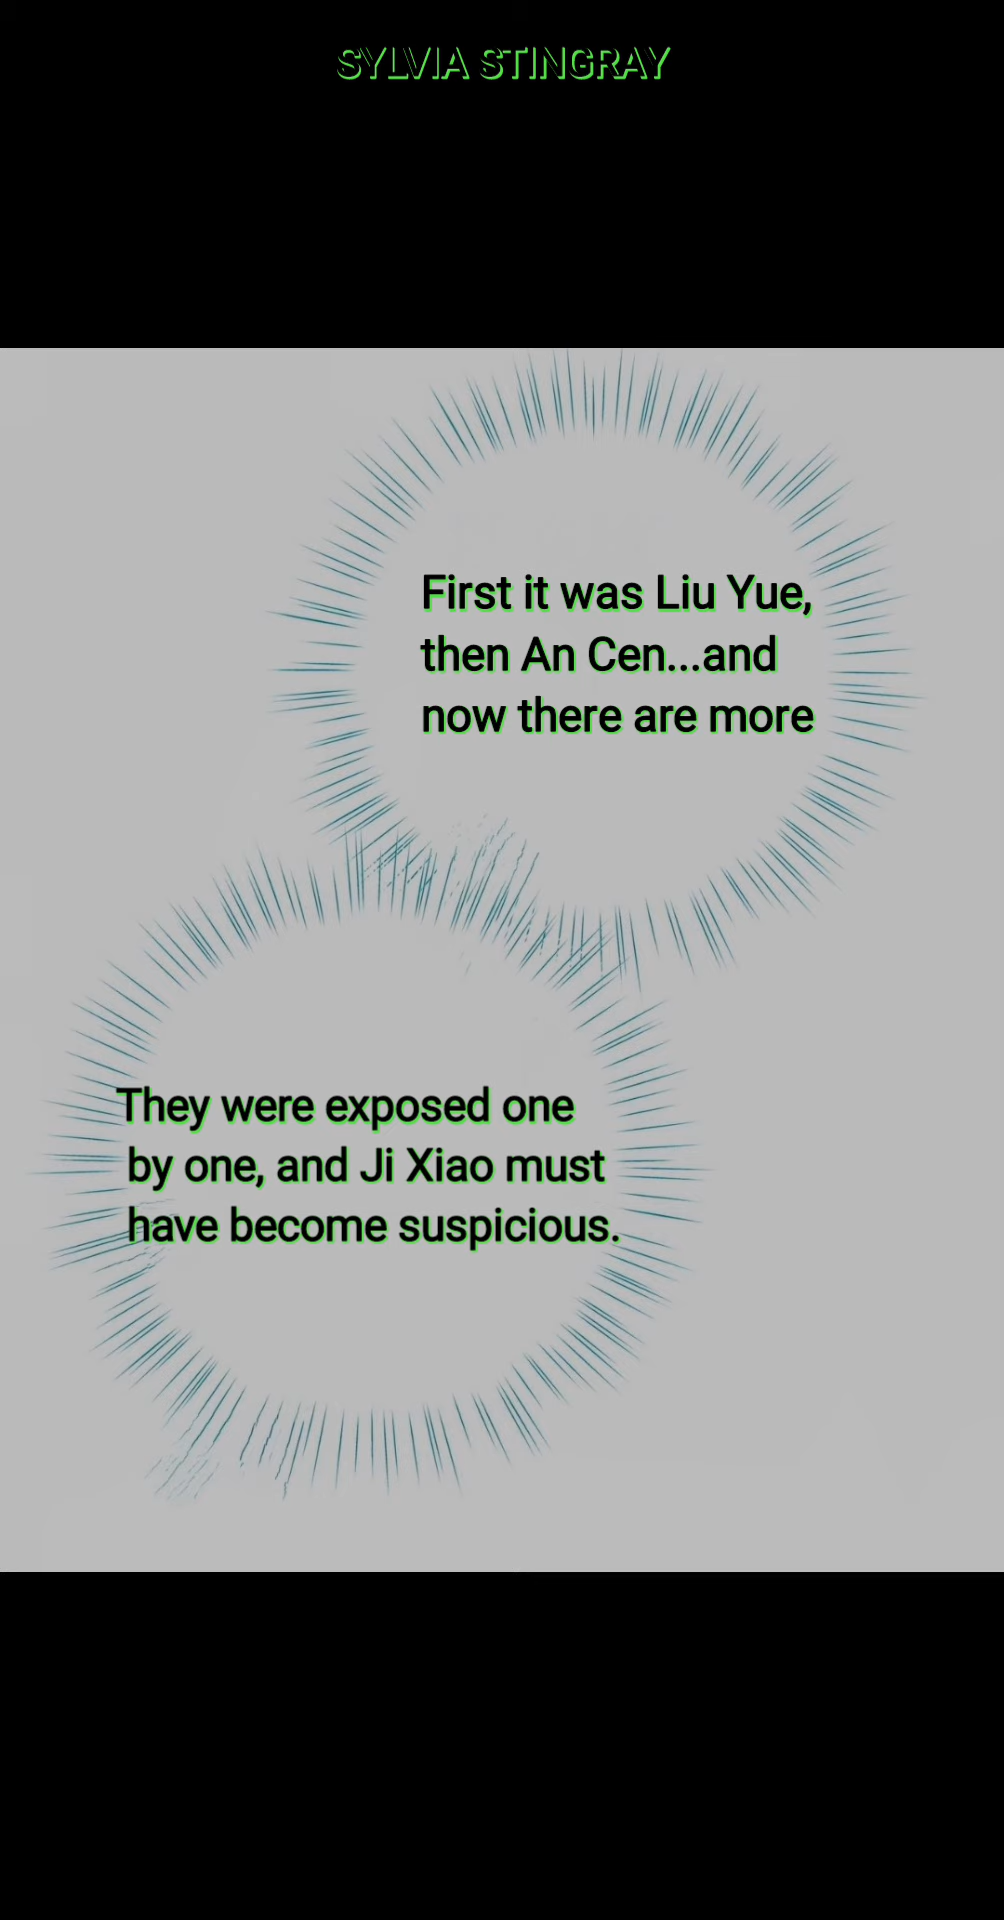 SYLVIA STINGRAY
First it was Liu Yue,
then An Cen...and
now there are more
They were exposed one
by one, and Ji Xiao must
have become suspicious.